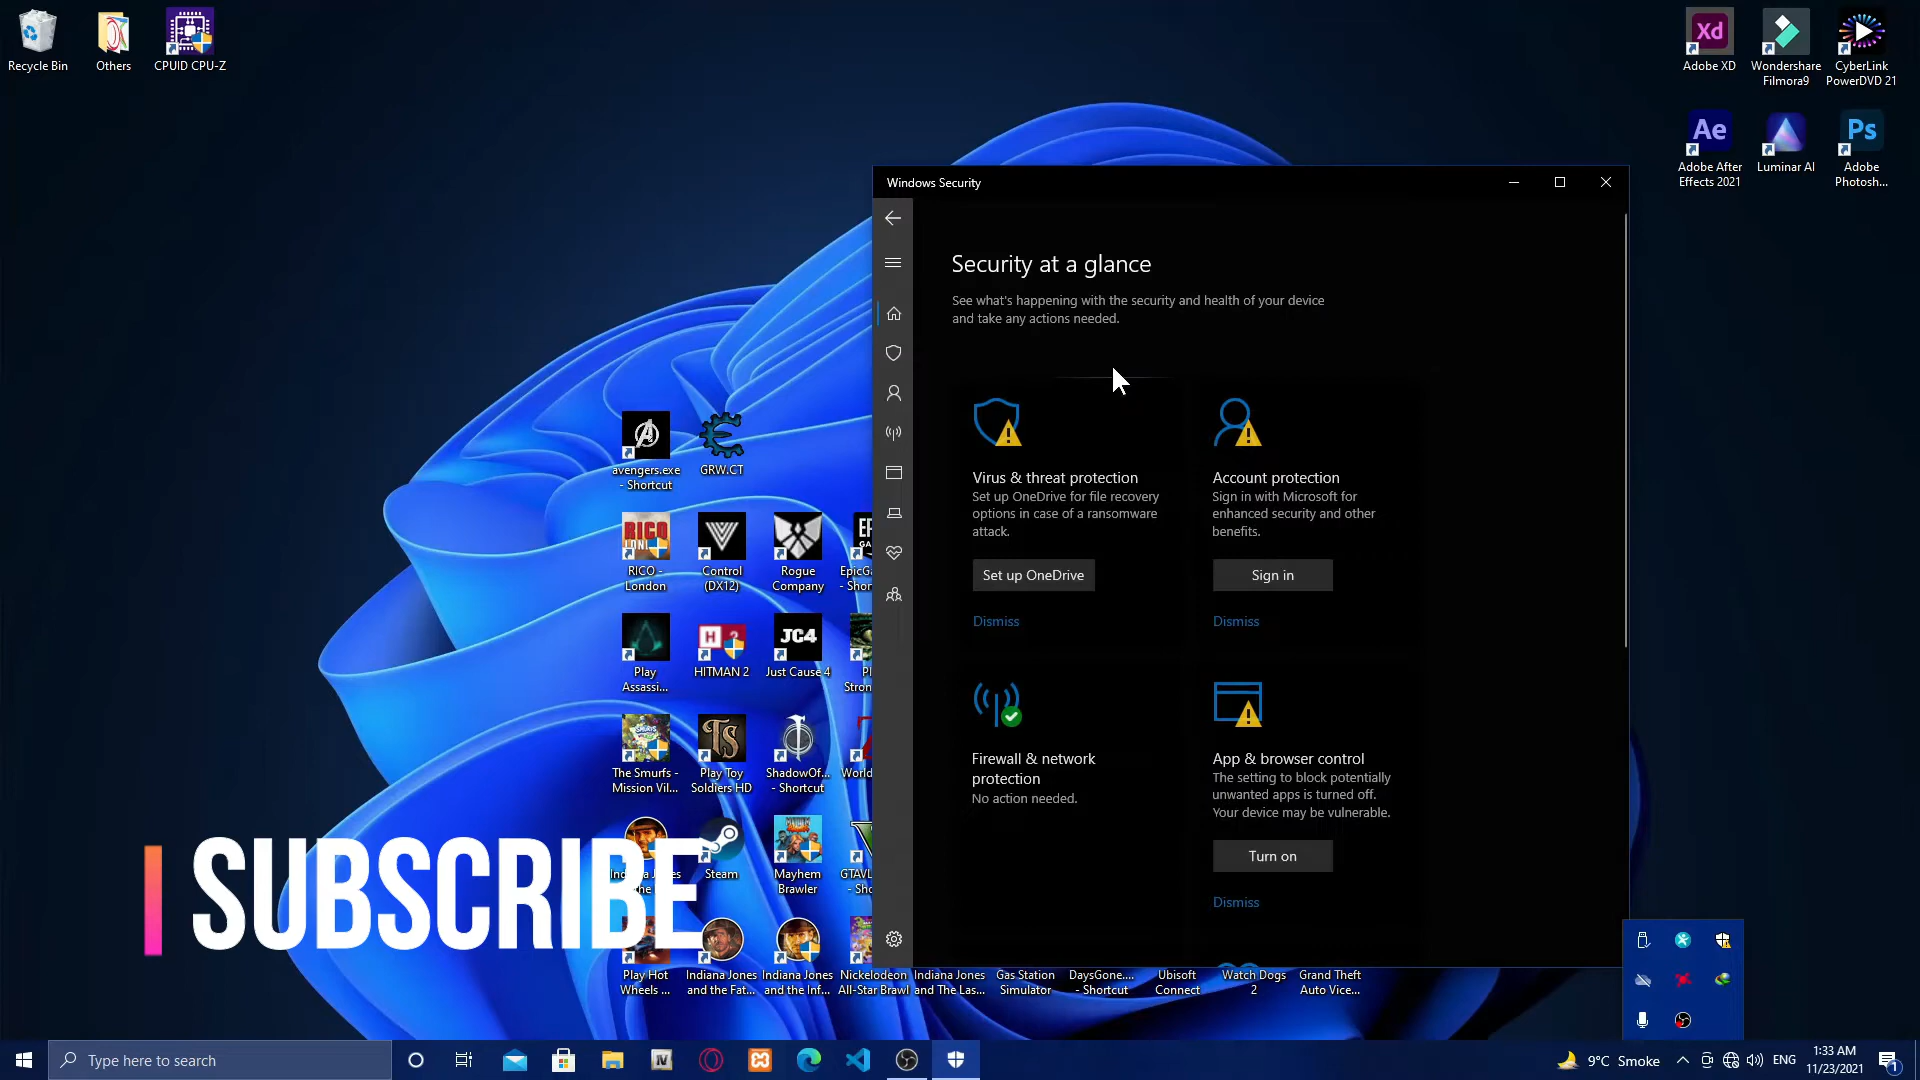 Recycle Bin
Others
CPUID CPU-Z
Xd
Adobe XD
Wondershare
Filmora9
CyberLink
PowerDVD 21
Ae
Adobe After
Effects 2021
Luminar AI
Ps
Adobe
Photosh...
Windows Security
Security at a glance
See what's happening with the security and health of your device
and take any actions needed.
Virus & threat protection
Set up OneDrive for file recovery
options in case of a ransomware
attack.
Set up OneDrive
Dismiss
Account protection
Sign in with Microsoft for
enhanced security and other
benefits.
Sign in
Dismiss
Firewall & network
protection
No action needed.
App & browser control
The setting to block potentially
unwanted apps is turned off.
Your device may be vulnerable.
Turn on
Dismiss
avengers.exe
- Shortcut
GRW.CT
RICO
RICO -
London
Control
(DX12)
Rogue
Company
EpicGa
- Shor
Play
Assassi...
H 2
HITMAN 2
JC4
Just Cause 4
Pl
Stron
The Smurfs -
Mission Vil...
TS
Play Toy
Soldiers HD
ShadowOf...
- Shortcut
World
Steam
Mayhem
Brawler
GTAVL
- Sho
SUBSCRIBE
Play Hot
Wheels ...
Indiana Jones
and the Fat...
Indiana Jones
and the Inf...
Nickelodeon
All-Star Brawl
Indiana Jones
and The Las...
Gas Station
Simulator
DaysGone....
- Shortcut
Ubisoft
Connect
Watch Dogs
2
Grand Theft
Auto Vice...
Type here to search
9°C Smoke
ENG
1:33 AM
11/23/2021
1